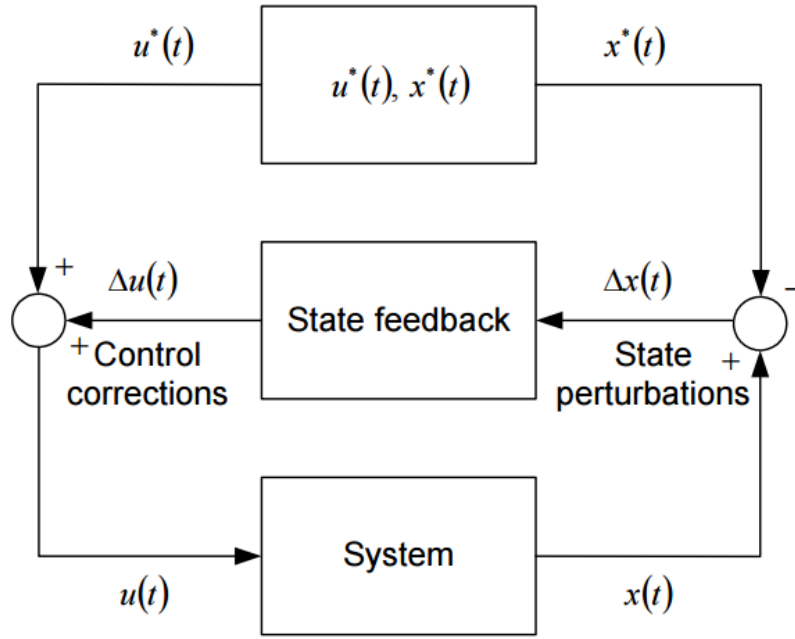 u*(t)
x*(t)
u*(t), x*(t)
+
Δu(t)
Δx(t)
−
State feedback
+
Control
corrections
State
perturbations
+
System
u(t)
x(t)